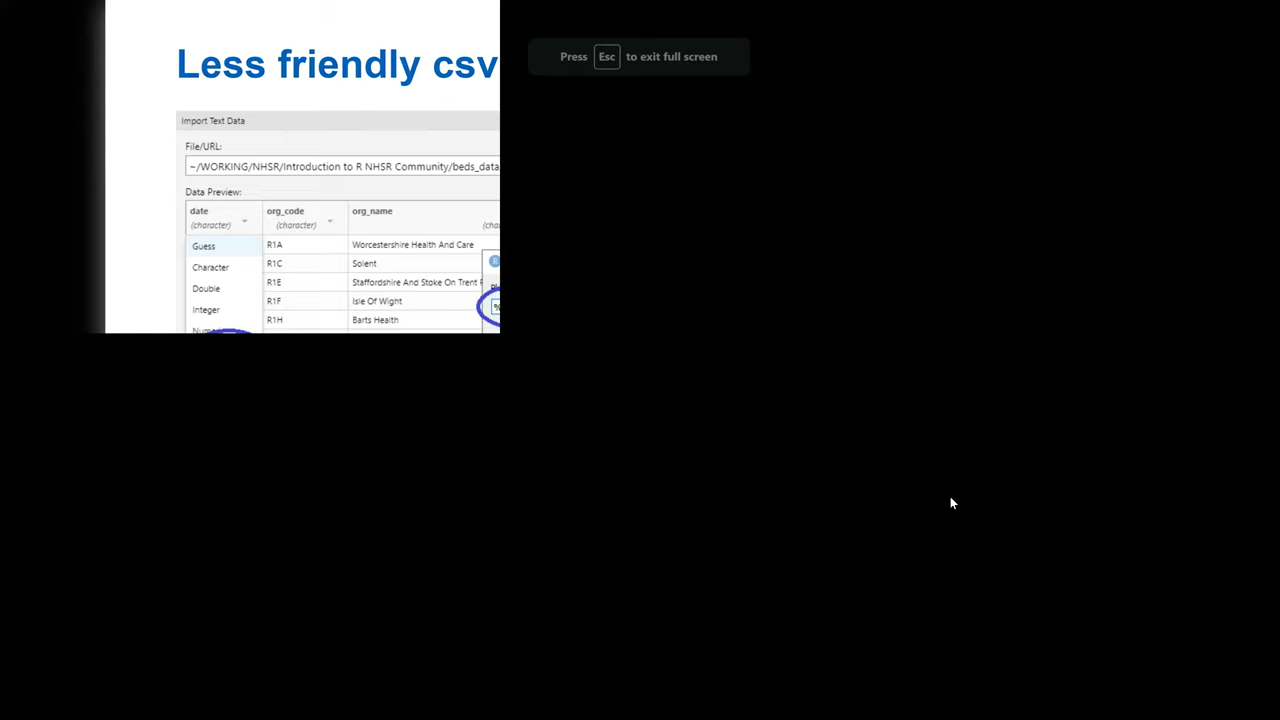 Less friendly csv
Press Esc to exit full screen
Import Text Data
File/URL:
~/WORKING/NHSR/Introduction to R NHSR Community/beds_data
Data Preview:
date org_code org_name
(character) (character)
Guess R1A Worcestershire Health And Care
Character R1C Solent
Double R1E Staffordshire And Stoke On Trent
Integer R1F Isle Of Wight
R1H Barts Health